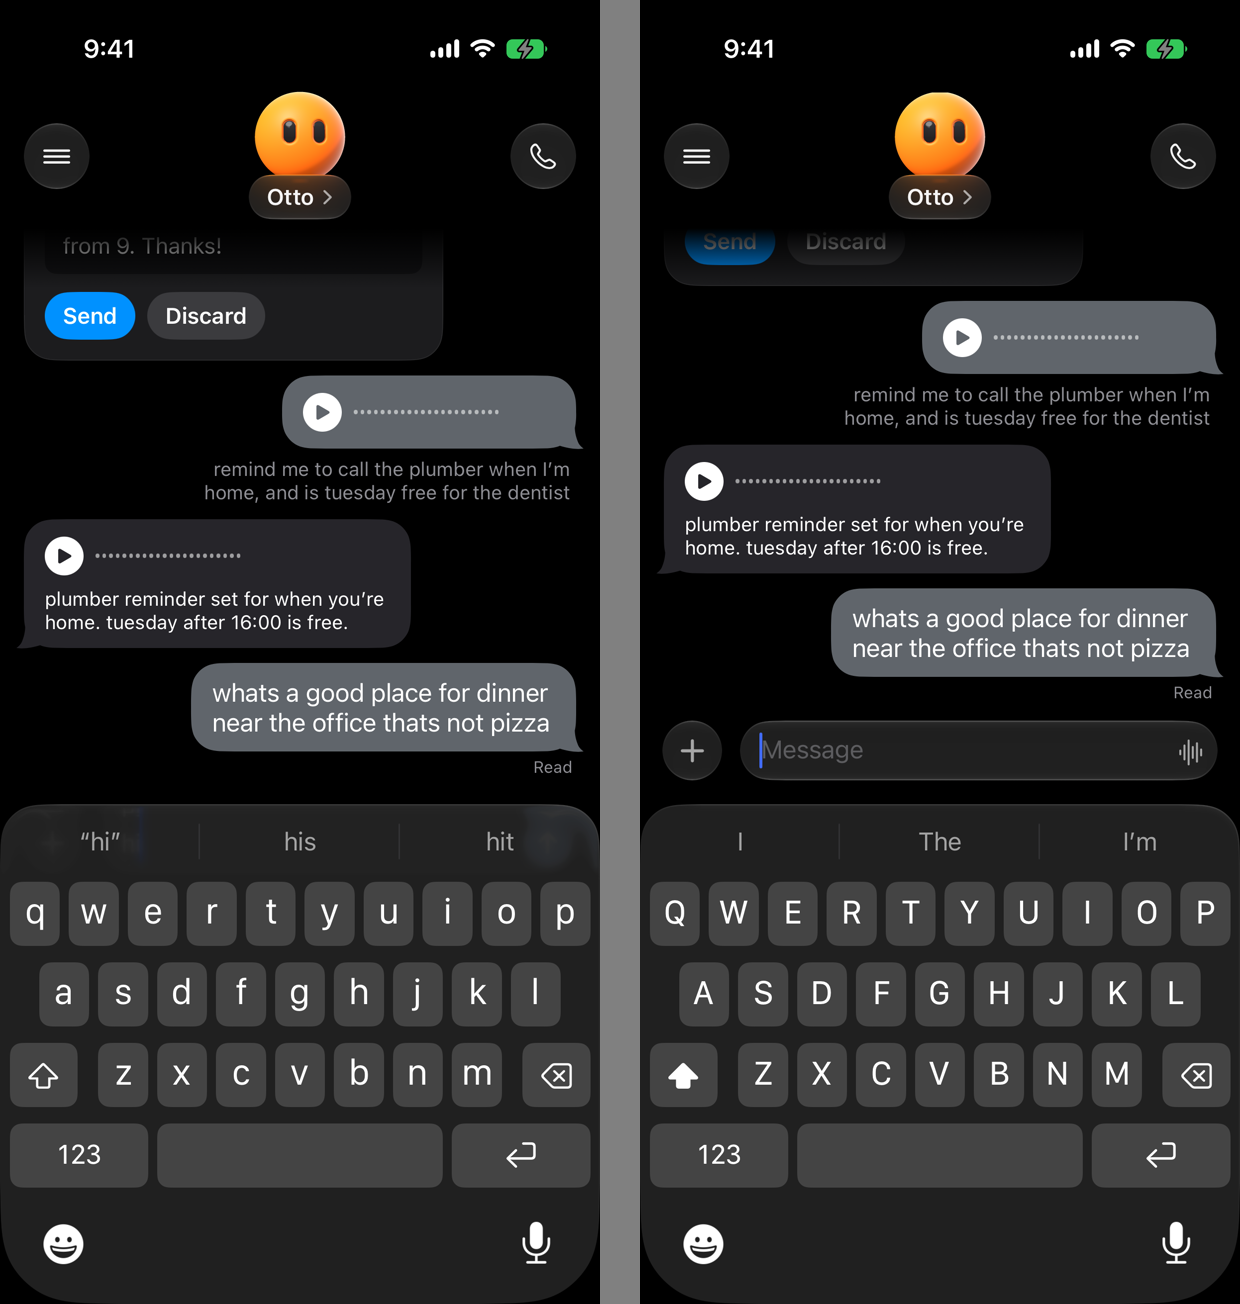 9:41
Otto
from 9. Thanks!
Send
Discard
remind me to call the plumber when I'm
home, and is tuesday free for the dentist
plumber reminder set for when you're
home. tuesday after 16:00 is free.
whats a good place for dinner
near the office thats not pizza
Read
“hi”
his
hit
q w e r t y u i o p
a s d f g h j k l
z x c v b n m
123
9:41
Otto
Send
Discard
remind me to call the plumber when I'm
home, and is tuesday free for the dentist
plumber reminder set for when you're
home. tuesday after 16:00 is free.
whats a good place for dinner
near the office thats not pizza
Read
Message
I
The
I'm
Q W E R T Y U I O P
A S D F G H J K L
Z X C V B N M
123